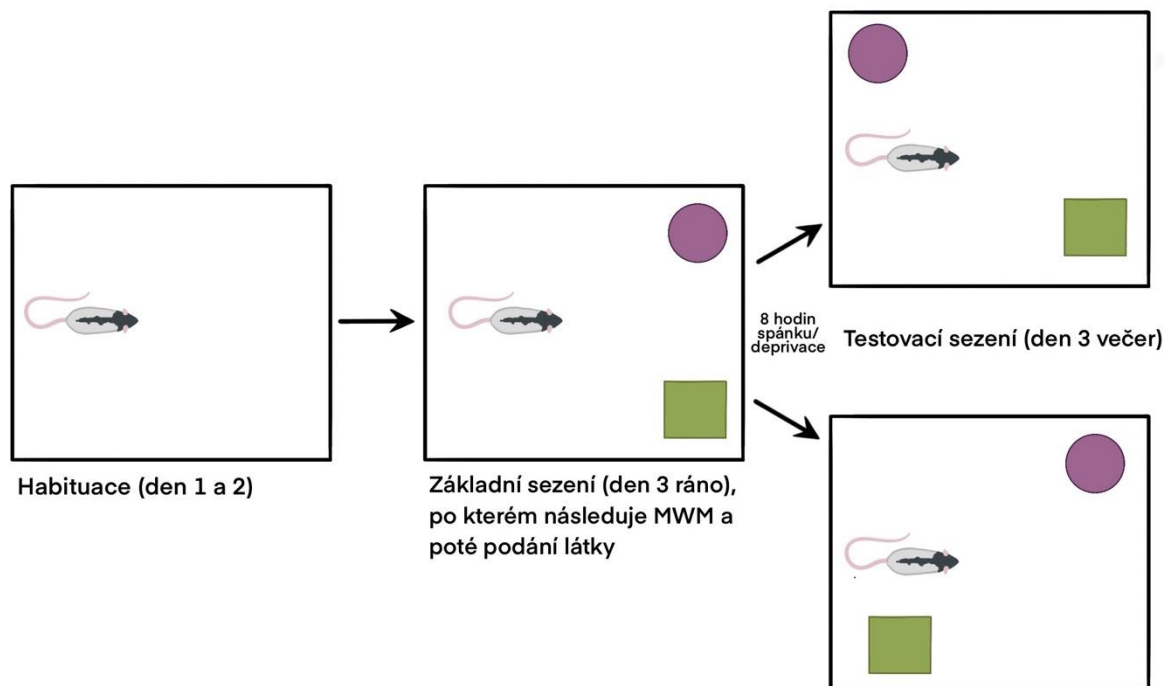 Habituace (den 1 a 2)
Základní sezení (den 3 ráno),
po kterém následuje MWM a
poté podání látky
8 hodin
spánku/
deprivace
Testovací sezení (den 3 večer)